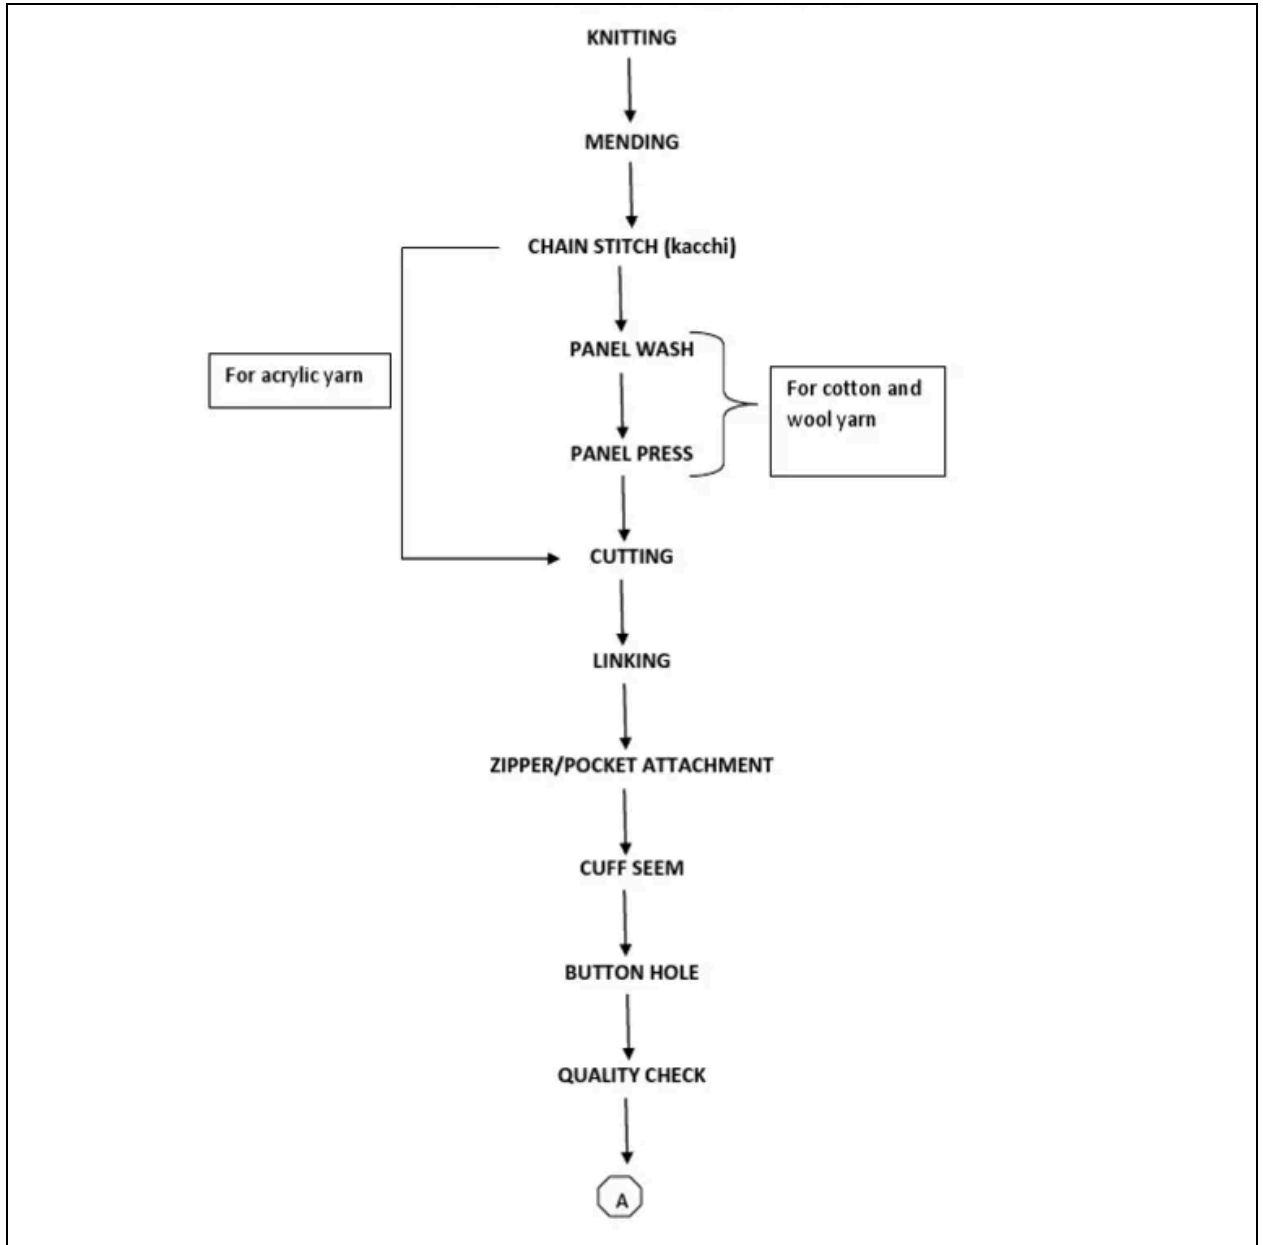 KNITTING
MENDING
CHAIN STITCH (kacchi)
PANEL WASH
For acrylic yarn
For cotton and
wool yarn
PANEL PRESS
CUTTING
LINKING
ZIPPER/POCKET ATTACHMENT
CUFF SEEM
BUTTON HOLE
QUALITY CHECK
A